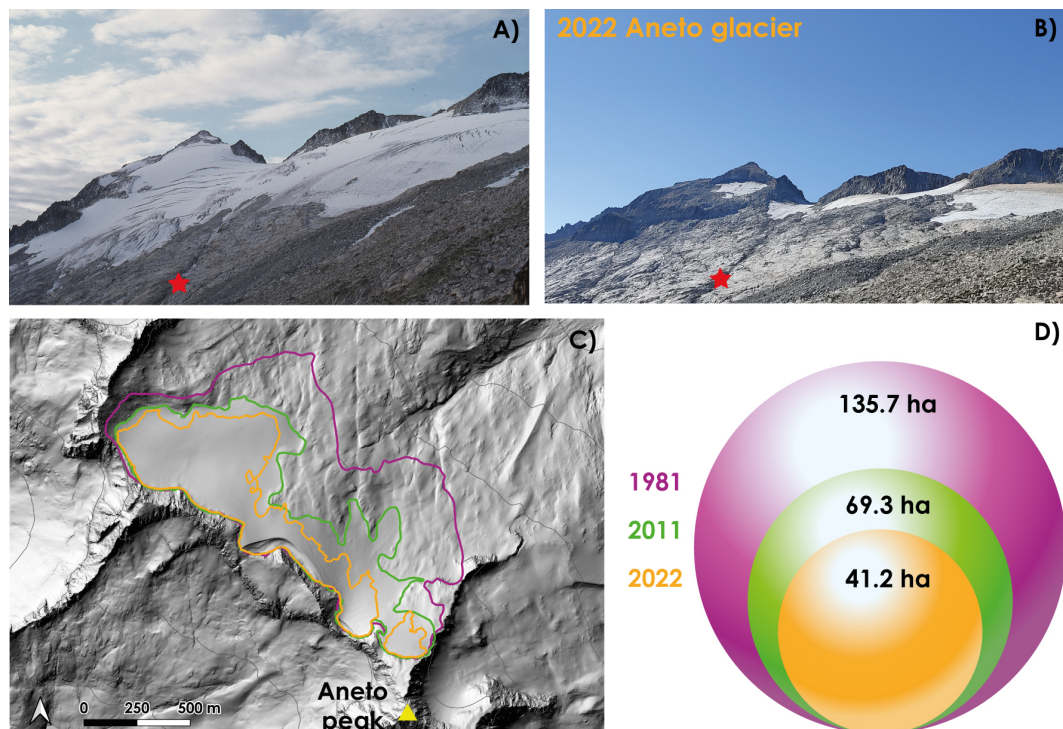 A)
2022 Aneto glacier
B)
C)
Aneto
peak
0 250 500 m
D)
135.7 ha
1981
69.3 ha
2011
2022
41.2 ha